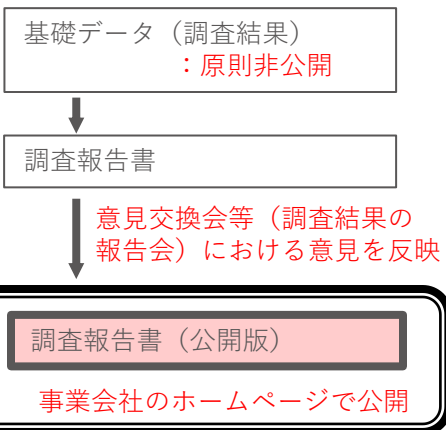 基礎データ（調査結果）
：原則非公開
調査報告書
意見交換会等（調査結果の
報告会）における意見を反映
調査報告書（公開版）
事業会社のホームページで公開